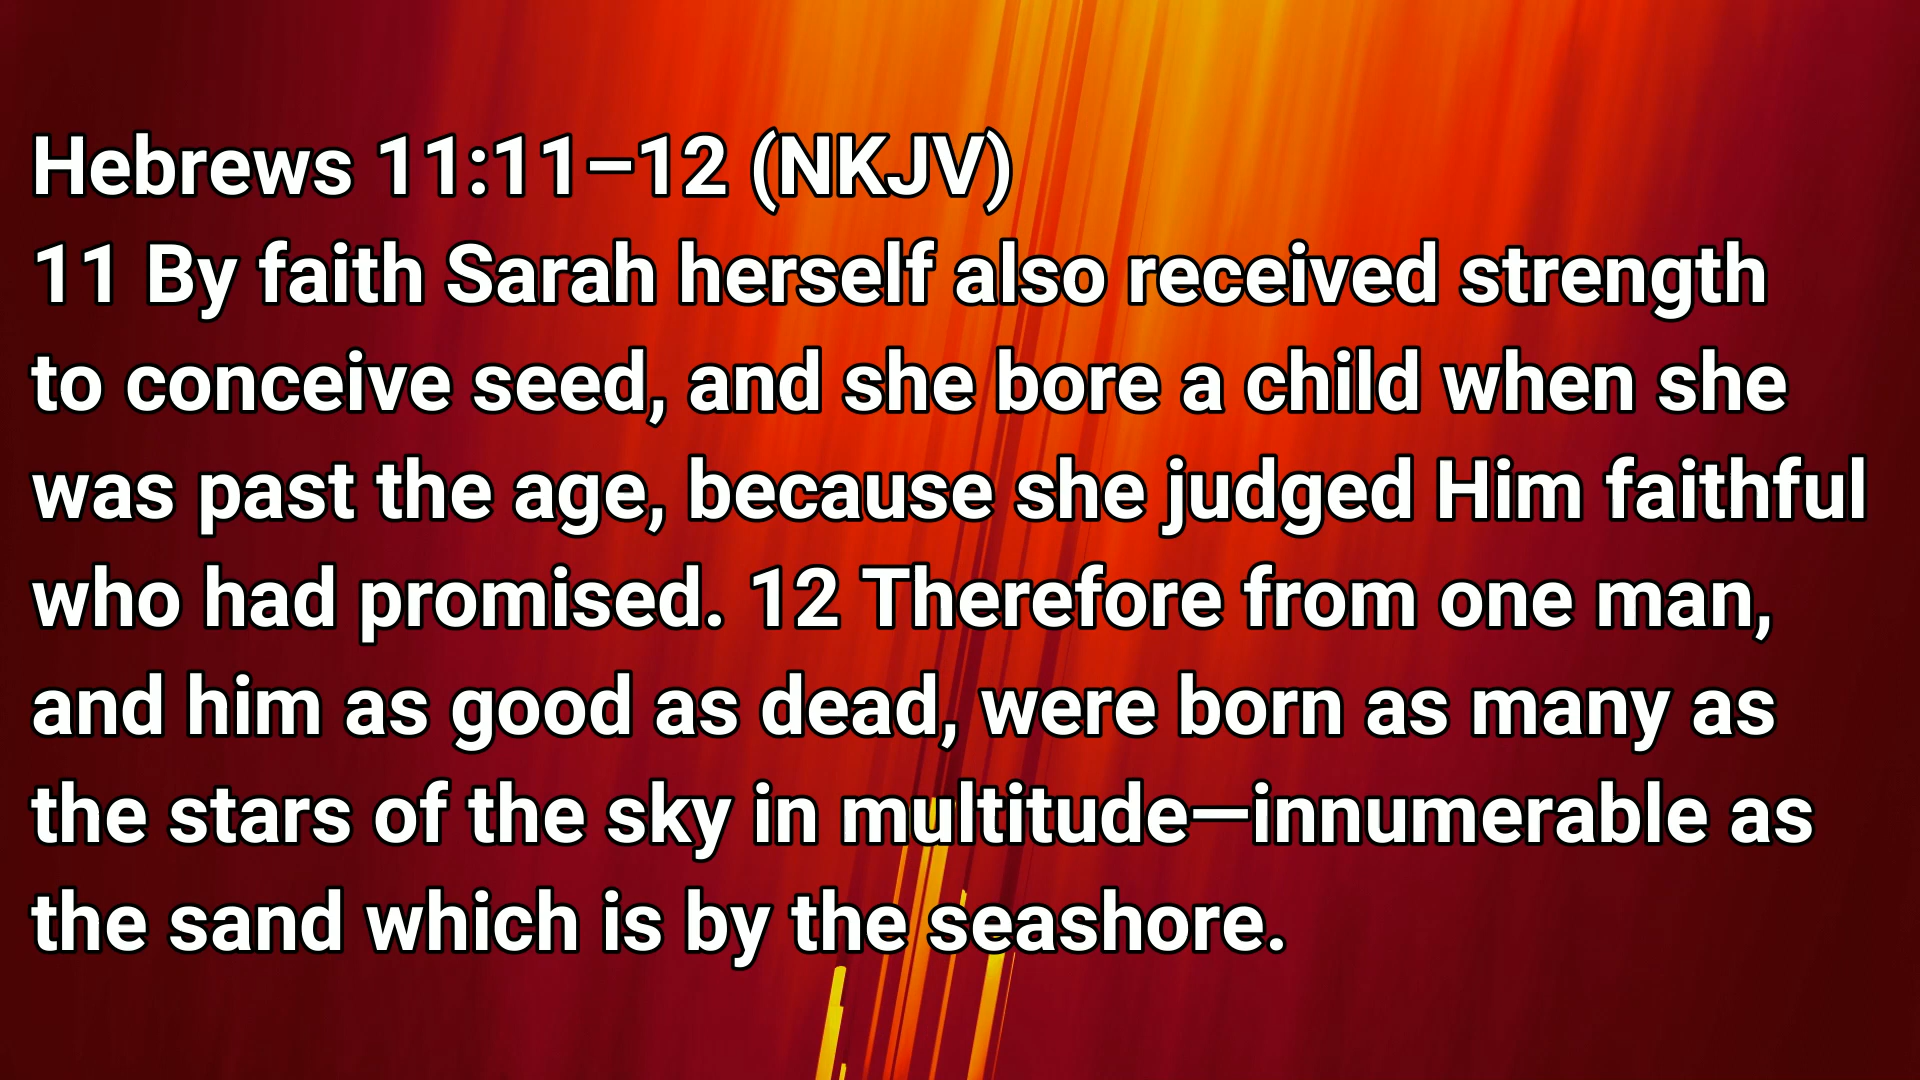 Hebrews 11:11–12 (NKJV)
11 By faith Sarah herself also received strength
to conceive seed, and she bore a child when she
was past the age, because she judged Him faithful
who had promised. 12 Therefore from one man,
and him as good as dead, were born as many as
the stars of the sky in multitude—innumerable as
the sand which is by the seashore.